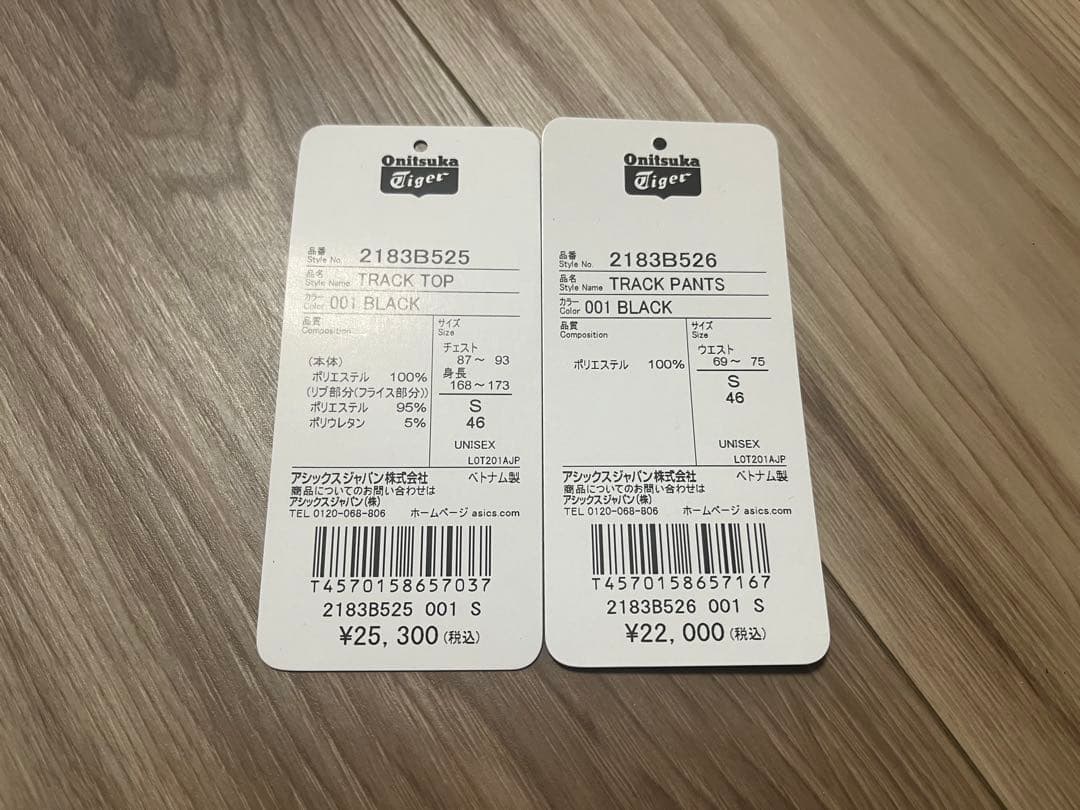 Onitsuka
Tiger
品番
Style No. 2183B525
品名
Style Name TRACK TOP
カラー
Color 001 BLACK
品質
Composition
サイズ
Size
(本体)
ポリエステル 100%
(リブ部分(フライス部分))
ポリエステル 95%
ポリウレタン 5%
チェスト
87～ 93
身長
168～173
S
46
UNISEX
LOT201AJP
アシックスジャパン株式会社 ベトナム製
商品についてのお問い合わせは
アシックスジャパン(株)
TEL 0120-068-806 ホームページ asics.com
T4570158657037
2183B525 001 S
¥25,300(税込)
Onitsuka
Tiger
品番
Style No. 2183B526
品名
Style Name TRACK PANTS
カラー
Color 001 BLACK
品質
Composition
サイズ
Size
ポリエステル 100%
ウエスト
69～ 75
S
46
UNISEX
LOT201AJP
アシックスジャパン株式会社 ベトナム製
商品についてのお問い合わせは
アシックスジャパン(株)
TEL 0120-068-806 ホームページ asics.com
T4570158657167
2183B526 001 S
¥22,000(税込)